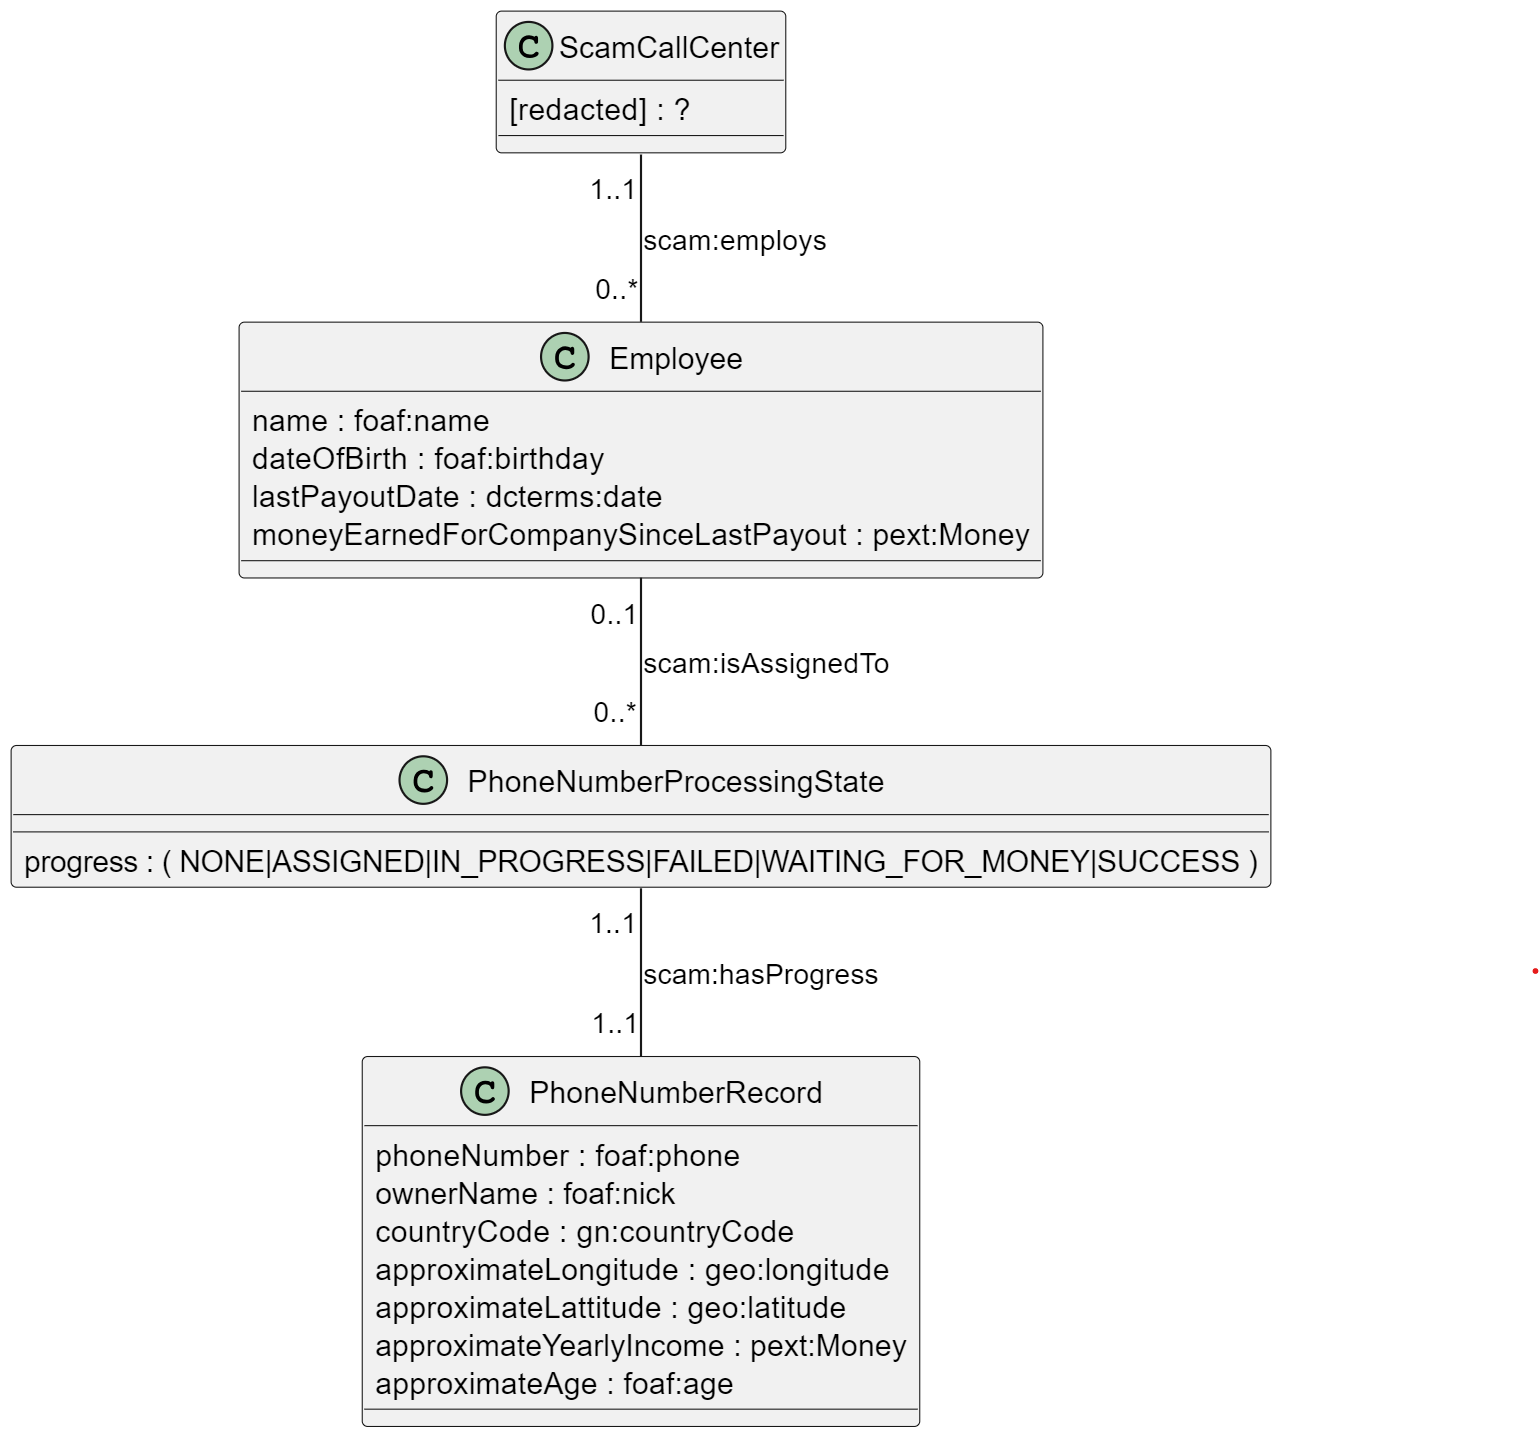 C ScamCallCenter
[redacted] : ?
1..1
scam:employs
0..*
C Employee
name : foaf:name
dateOfBirth : foaf:birthday
lastPayoutDate : dcterms:date
moneyEarnedForCompanySinceLastPayout : pext:Money
0..1
scam:isAssignedTo
0..*
C PhoneNumberProcessingState
progress : ( NONE|ASSIGNED|IN_PROGRESS|FAILED|WAITING_FOR_MONEY|SUCCESS )
1..1
scam:hasProgress
1..1
C PhoneNumberRecord
phoneNumber : foaf:phone
ownerName : foaf:nick
countryCode : gn:countryCode
approximateLongitude : geo:longitude
approximateLattitude : geo:latitude
approximateYearlyIncome : pext:Money
approximateAge : foaf:age